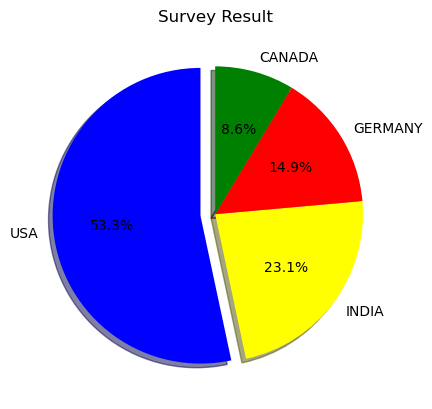 Survey Result
CANADA
8.6%
GERMANY
14.9%
USA
53.3%
23.1%
INDIA